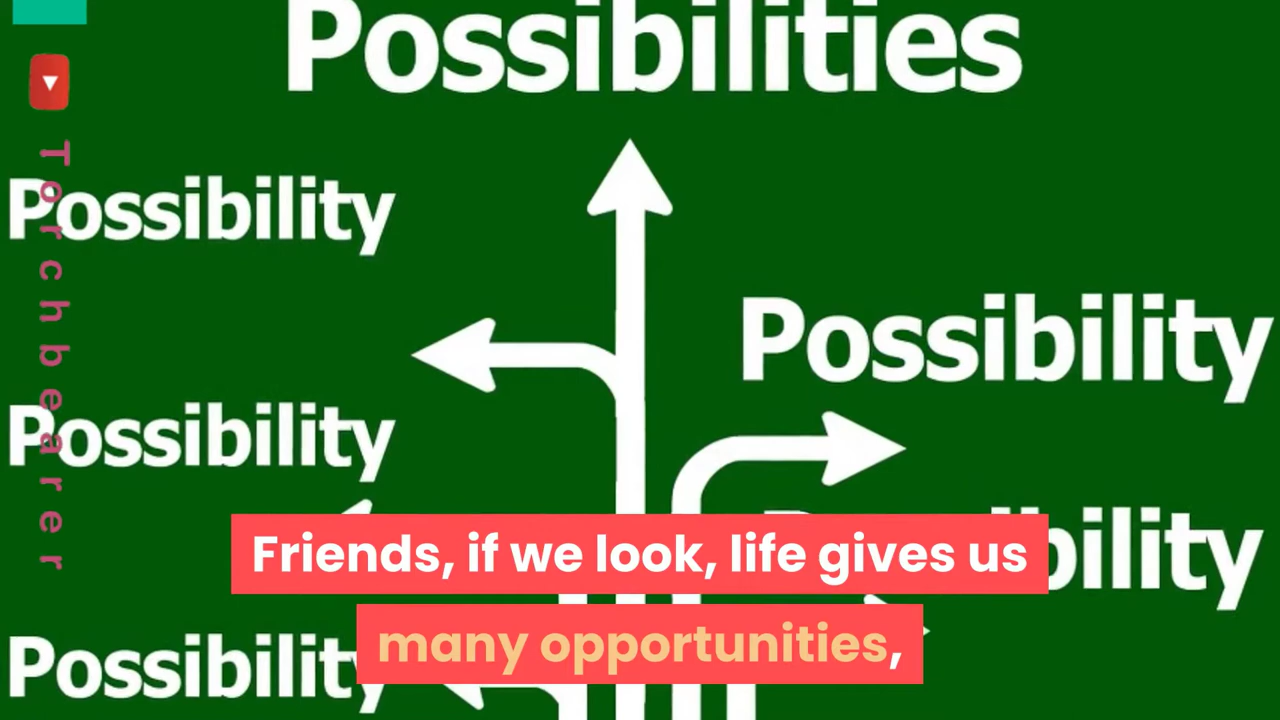 Possibilities
Torchbearer
Possibility
Possibility
Possibility
Possibility
Friends, if we look, life gives us
many opportunities,